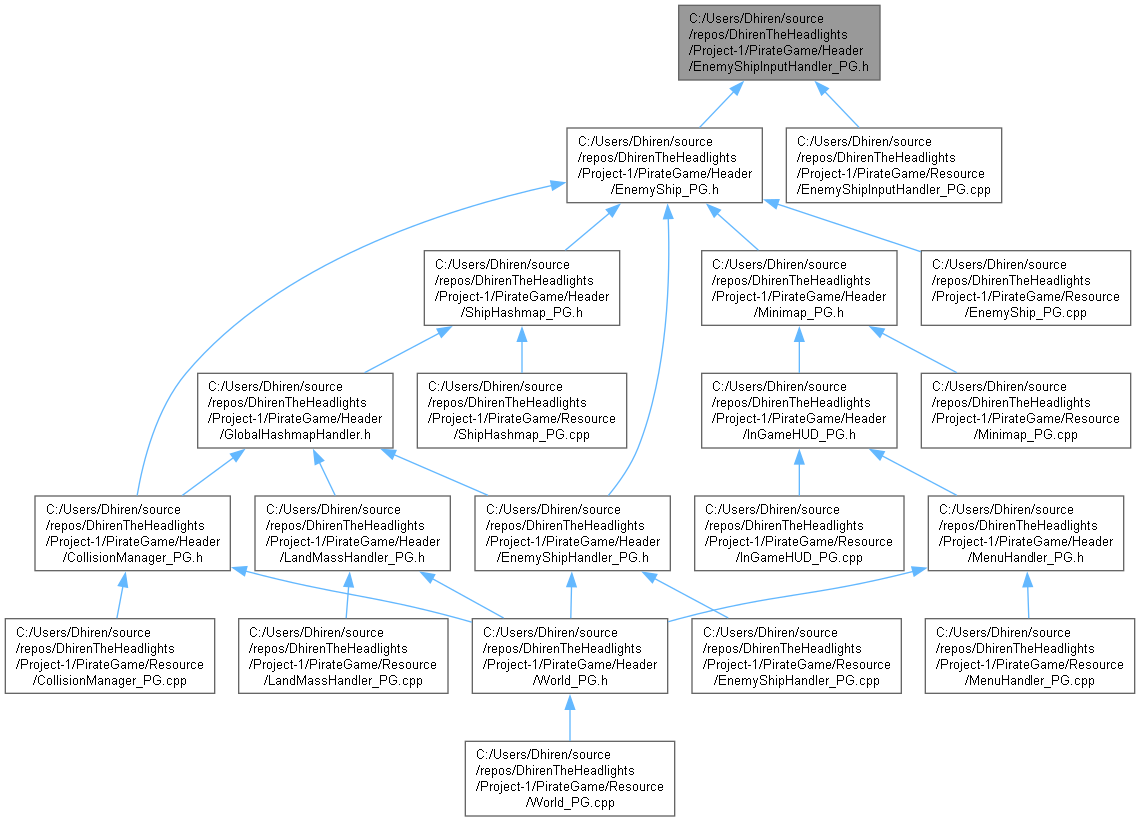 C:/Users/Dhiren/source
/repos/DhirenTheHeadlights
/Project-1/PirateGame/Header
/EnemyShipInputHandler_PG.h
C:/Users/Dhiren/source
/repos/DhirenTheHeadlights
/Project-1/PirateGame/Header
/EnemyShip_PG.h
C:/Users/Dhiren/source
/repos/DhirenTheHeadlights
/Project-1/PirateGame/Resource
/EnemyShipInputHandler_PG.cpp
C:/Users/Dhiren/source
/repos/DhirenTheHeadlights
/Project-1/PirateGame/Header
/ShipHashmap_PG.h
C:/Users/Dhiren/source
/repos/DhirenTheHeadlights
/Project-1/PirateGame/Header
/Minimap_PG.h
C:/Users/Dhiren/source
/repos/DhirenTheHeadlights
/Project-1/PirateGame/Resource
/EnemyShip_PG.cpp
C:/Users/Dhiren/source
/repos/DhirenTheHeadlights
/Project-1/PirateGame/Header
/GlobalHashmapHandler.h
C:/Users/Dhiren/source
/repos/DhirenTheHeadlights
/Project-1/PirateGame/Resource
/ShipHashmap_PG.cpp
C:/Users/Dhiren/source
/repos/DhirenTheHeadlights
/Project-1/PirateGame/Header
/InGameHUD_PG.h
C:/Users/Dhiren/source
/repos/DhirenTheHeadlights
/Project-1/PirateGame/Resource
/Minimap_PG.cpp
C:/Users/Dhiren/source
/repos/DhirenTheHeadlights
/Project-1/PirateGame/Header
/CollisionManager_PG.h
C:/Users/Dhiren/source
/repos/DhirenTheHeadlights
/Project-1/PirateGame/Header
/LandMassHandler_PG.h
C:/Users/Dhiren/source
/repos/DhirenTheHeadlights
/Project-1/PirateGame/Header
/EnemyShipHandler_PG.h
C:/Users/Dhiren/source
/repos/DhirenTheHeadlights
/Project-1/PirateGame/Resource
/InGameHUD_PG.cpp
C:/Users/Dhiren/source
/repos/DhirenTheHeadlights
/Project-1/PirateGame/Header
/MenuHandler_PG.h
C:/Users/Dhiren/source
/repos/DhirenTheHeadlights
/Project-1/PirateGame/Resource
/CollisionManager_PG.cpp
C:/Users/Dhiren/source
/repos/DhirenTheHeadlights
/Project-1/PirateGame/Resource
/LandMassHandler_PG.cpp
C:/Users/Dhiren/source
/repos/DhirenTheHeadlights
/Project-1/PirateGame/Header
/World_PG.h
C:/Users/Dhiren/source
/repos/DhirenTheHeadlights
/Project-1/PirateGame/Resource
/EnemyShipHandler_PG.cpp
C:/Users/Dhiren/source
/repos/DhirenTheHeadlights
/Project-1/PirateGame/Resource
/MenuHandler_PG.cpp
C:/Users/Dhiren/source
/repos/DhirenTheHeadlights
/Project-1/PirateGame/Resource
/World_PG.cpp